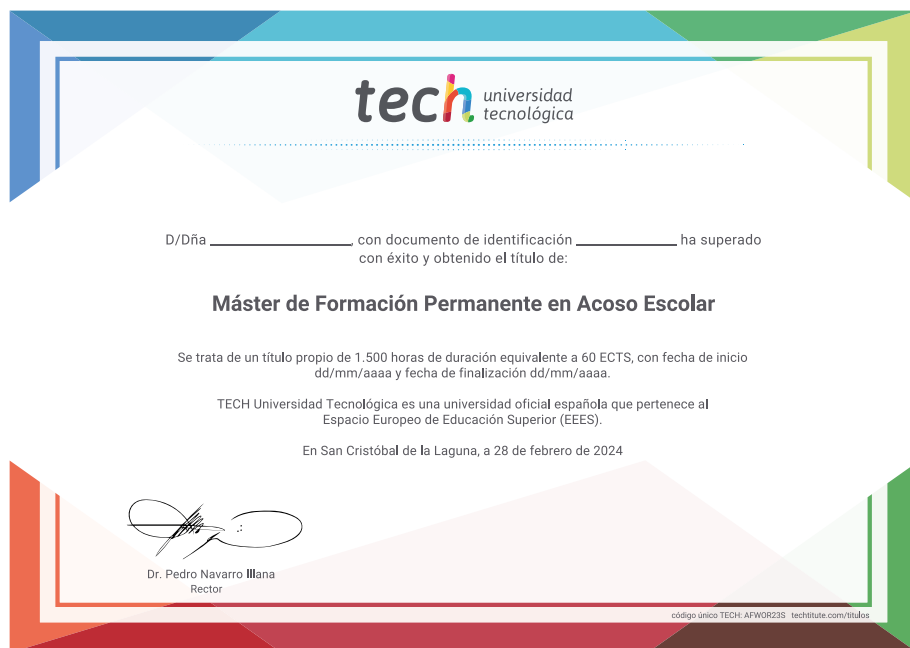 tech universidad
tecnológica
D/Dña ________________, con documento de identificación ____________ ha superado
con éxito y obtenido el título de:
Máster de Formación Permanente en Acoso Escolar
Se trata de un título propio de 1.500 horas de duración equivalente a 60 ECTS, con fecha de inicio
dd/mm/aaaa y fecha de finalización dd/mm/aaaa.
TECH Universidad Tecnológica es una universidad oficial española que pertenece al
Espacio Europeo de Educación Superior (EEES).
En San Cristóbal de la Laguna, a 28 de febrero de 2024
Dr. Pedro Navarro Illana
Rector
código único TECH: AFWOR23S techtitute.com/titulos